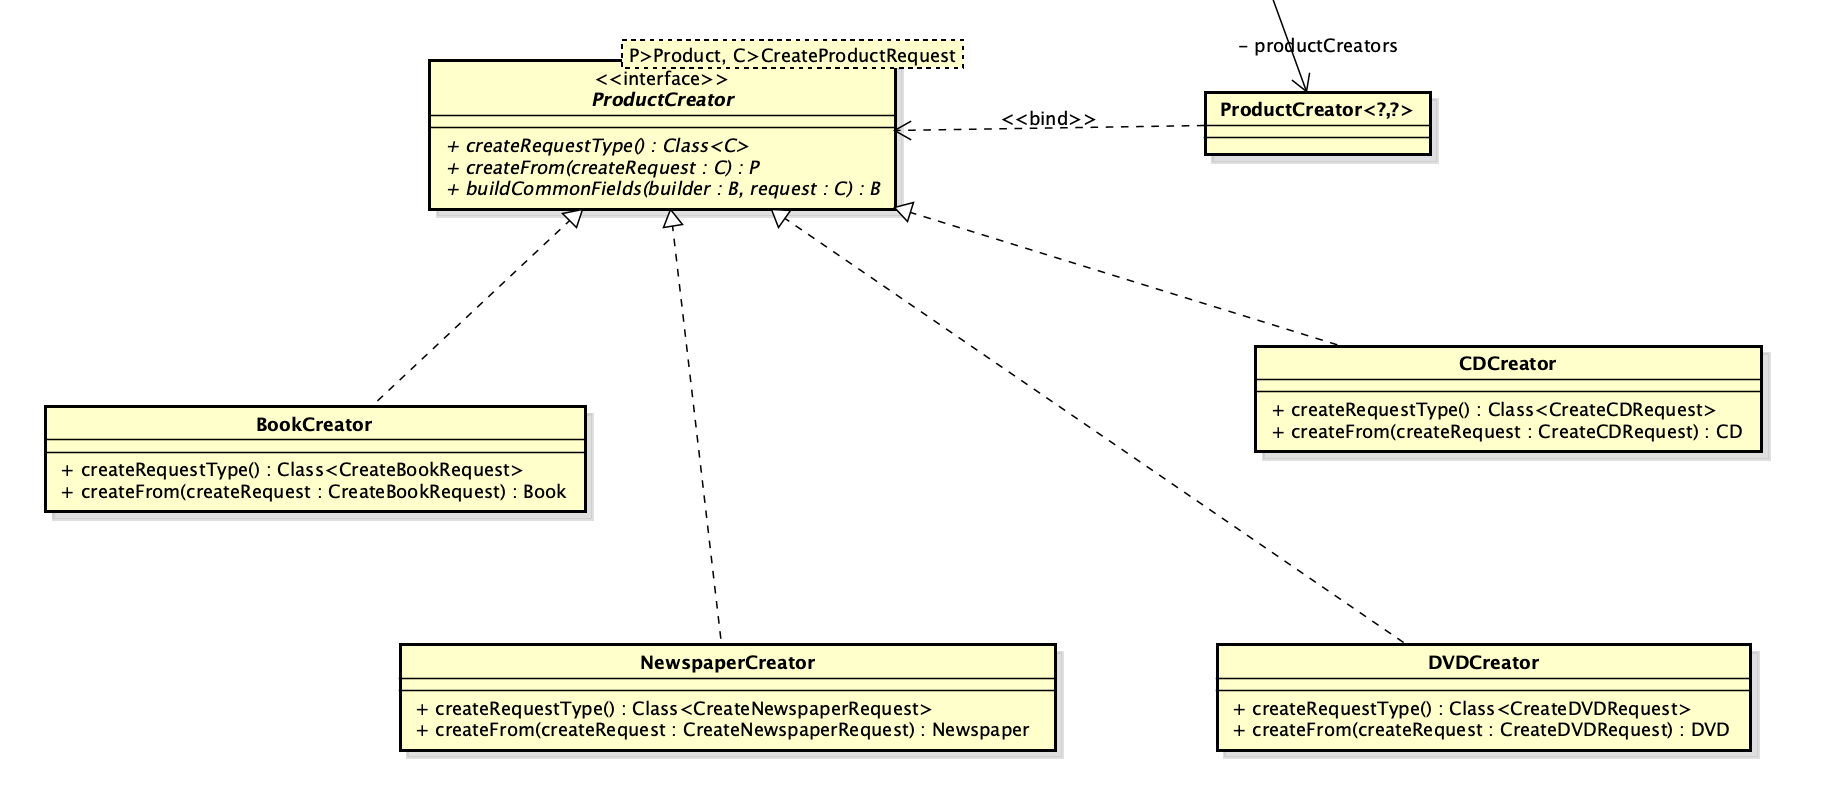 P>Product, C>CreateProductRequest
<<interface>>
ProductCreator
+ createRequestType() : Class<C>
+ createFrom(createRequest : C) : P
+ buildCommonFields(builder : B, request : C) : B
<<bind>>
- productCreators
ProductCreator<?,?>
CDCreator
+ createRequestType() : Class<CreateCDRequest>
+ createFrom(createRequest : CreateCDRequest) : CD
BookCreator
+ createRequestType() : Class<CreateBookRequest>
+ createFrom(createRequest : CreateBookRequest) : Book
NewspaperCreator
+ createRequestType() : Class<CreateNewspaperRequest>
+ createFrom(createRequest : CreateNewspaperRequest) : Newspaper
DVDCreator
+ createRequestType() : Class<CreateDVDRequest>
+ createFrom(createRequest : CreateDVDRequest) : DVD